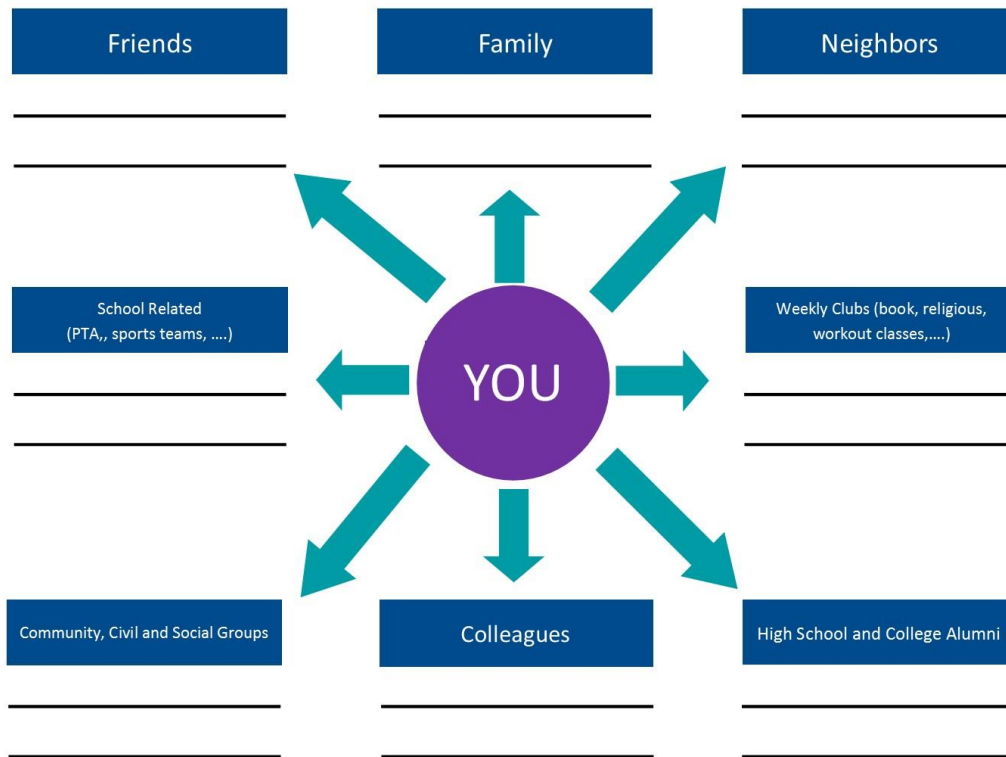 Friends
Family
Neighbors
School Related
(PTA,, sports teams, ....)
YOU
Weekly Clubs (book, religious,
workout classes,....)
Community, Civil and Social Groups
Colleagues
High School and College Alumni